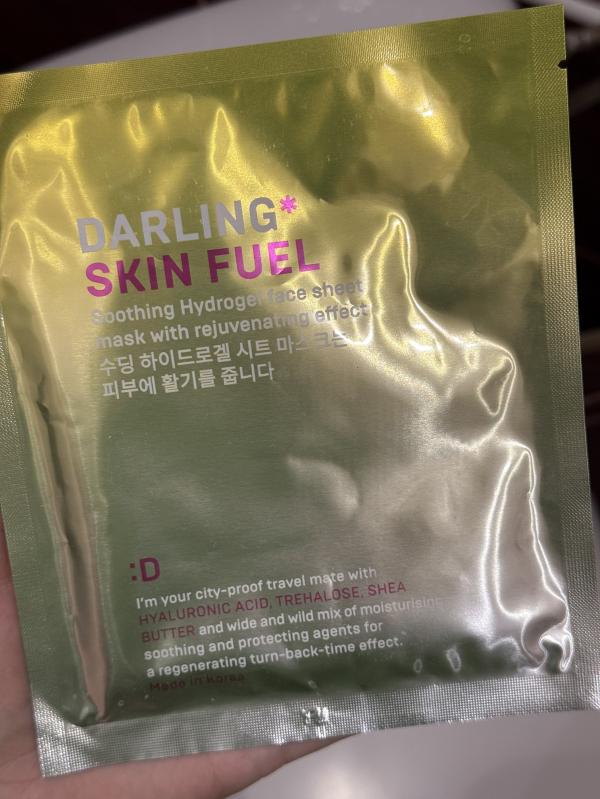 DARLING*
SKIN FUEL
Soothing Hydrogel face sheet
mask with rejuvenating effect
수딩 하이드로겔 시트 마스크는
피부에 활기를 줍니다
:D
I'm your city-proof travel mate with
HYALURONIC ACID, TREHALOSE, SHEA
BUTTER and wide and wild mix of moisturising
soothing and protecting agents for
a regenerating turn-back-time effect.
Made in Korea